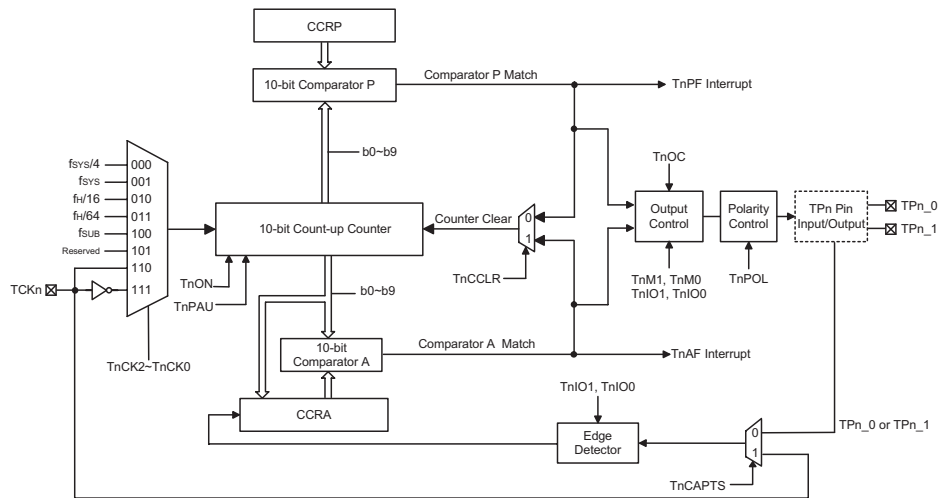 CCRP
10-bit Comparator P
Comparator P Match
TnPF Interrupt
b0~b9
TnOC
fSYS/4
000
fSYS
001
fH/16
010
fH/64
011
fSUB
100
Reserved
101
110
111
TCKn
TnCK2~TnCK0
10-bit Count-up Counter
TnON
TnPAU
Counter Clear
0
1
TnCCLR
Output
Control
TnM1, TnM0
TnIO1, TnIO0
Polarity
Control
TnPOL
TPn Pin
Input/Output
TPn_0
TPn_1
b0~b9
10-bit
Comparator A
Comparator A Match
TnAF Interrupt
CCRA
TnIO1, TnIO0
Edge
Detector
0
1
TPn_0 or TPn_1
TnCAPTS